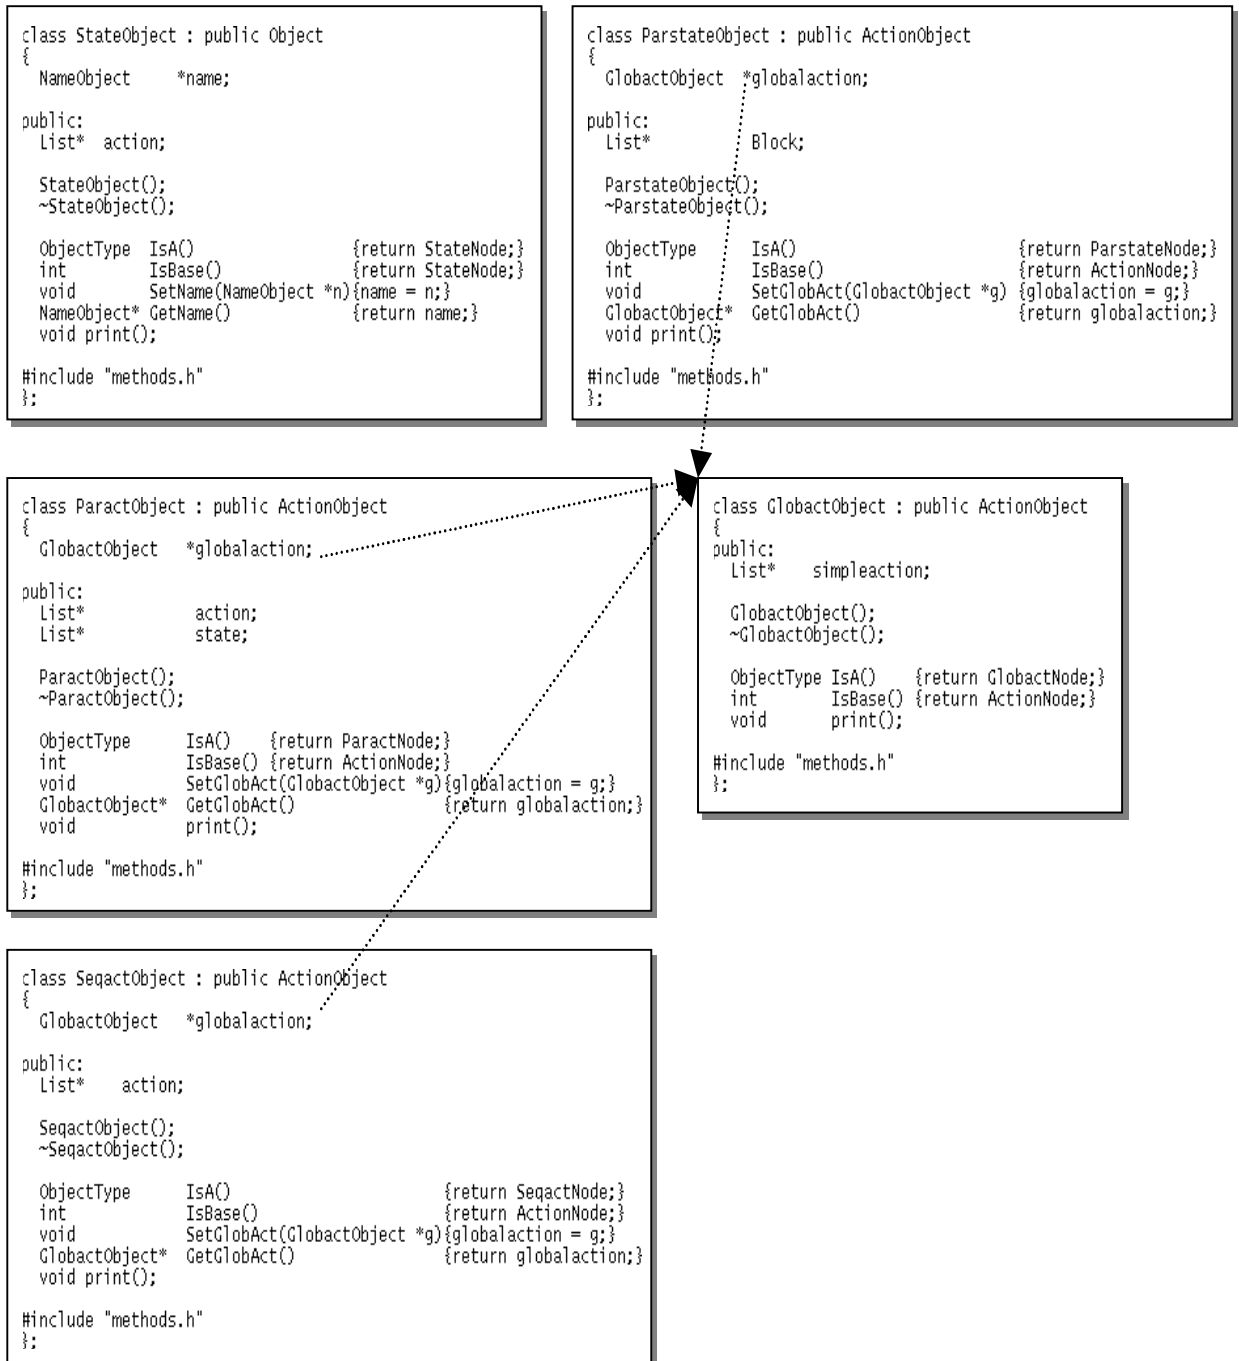 class StateObject : public Object
{
  NameObject     *name;

public:
  List*  action;

  StateObject();
  ~StateObject();

  ObjectType  IsA()                 {return StateNode;}
  int         IsBase()              {return StateNode;}
  void        SetName(NameObject *n){name = n;}
  NameObject* GetName()             {return name;}
  void print();

#include "methods.h"
};

class ParstateObject : public ActionObject
{
  GlobactObject  *globalaction;

public:
  List*           Block;

  ParstateObject();
  ~ParstateObject();

  ObjectType      IsA()                        {return ParstateNode;}
  int             IsBase()                     {return ActionNode;}
  void            SetGlobAct(GlobactObject *g) {globalaction = g;}
  GlobactObject*  GetGlobAct()                 {return globalaction;}
  void print();

#include "methods.h"
};

class ParactObject : public ActionObject
{
  GlobactObject   *globalaction;

public:
  List*            action;
  List*            state;

  ParactObject();
  ~ParactObject();

  ObjectType      IsA()    {return ParactNode;}
  int             IsBase() {return ActionNode;}
  void            SetGlobAct(GlobactObject *g){globalaction = g;}
  GlobactObject*  GetGlobAct()                {return globalaction;}
  void            print();

#include "methods.h"
};

class GlobactObject : public ActionObject
{
public:
  List*    simpleaction;

  GlobactObject();
  ~GlobactObject();

  ObjectType IsA()    {return GlobactNode;}
  int        IsBase() {return ActionNode;}
  void       print();

#include "methods.h"
};

class SeqactObject : public ActionObject
{
  GlobactObject   *globalaction;

public:
  List*    action;

  SeqactObject();
  ~SeqactObject();

  ObjectType      IsA()                       {return SeqactNode;}
  int             IsBase()                    {return ActionNode;}
  void            SetGlobAct(GlobactObject *g){globalaction = g;}
  GlobactObject*  GetGlobAct()                {return globalaction;}
  void print();

#include "methods.h"
};